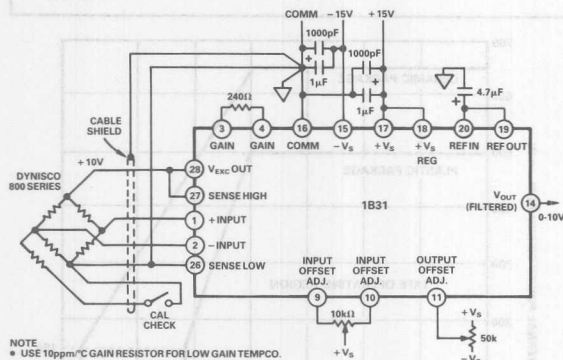 COMM −15V +15V
1000pF
1000pF
1μF
1μF
4.7μF
240Ω
CABLE
SHIELD
+10V
DYNISCO
800 SERIES
3 4 16 15 17 18 20 19
GAIN GAIN COMM −VS +VS +VS REF IN REF OUT
REG
28 VEXC OUT
27 SENSE HIGH
1 +INPUT
2 −INPUT
26 SENSE LOW
1B31
VOUT
(FILTERED)
14
0-10V
CAL
CHECK
INPUT
OFFSET
ADJ.
INPUT
OFFSET
ADJ.
OUTPUT
OFFSET
ADJ.
9 10 11
10kΩ
+VS
+VS
50k
−VS
NOTE
• USE 10ppm/°C GAIN RESISTOR FOR LOW GAIN TEMPCO.